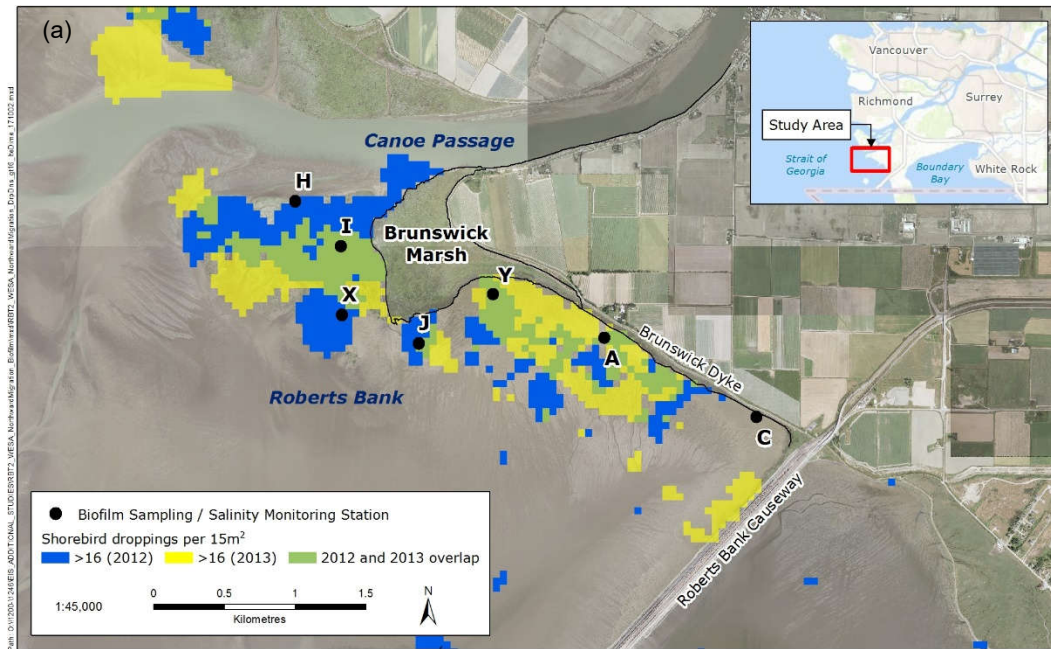 (a)
Vancouver
Richmond
Surrey
Study Area
Strait of
Georgia
Boundary
Bay
White Rock
Canoe Passage
H
I
Brunswick
Marsh
Y
X
J
A
Brunswick Dyke
C
Roberts Bank
Roberts Bank Causeway
Biofilm Sampling / Salinity Monitoring Station
Shorebird droppings per 15m²
>16 (2012) >16 (2013) 2012 and 2013 overlap
1:45,000
0 0.5 1 1.5
Kilometres
N